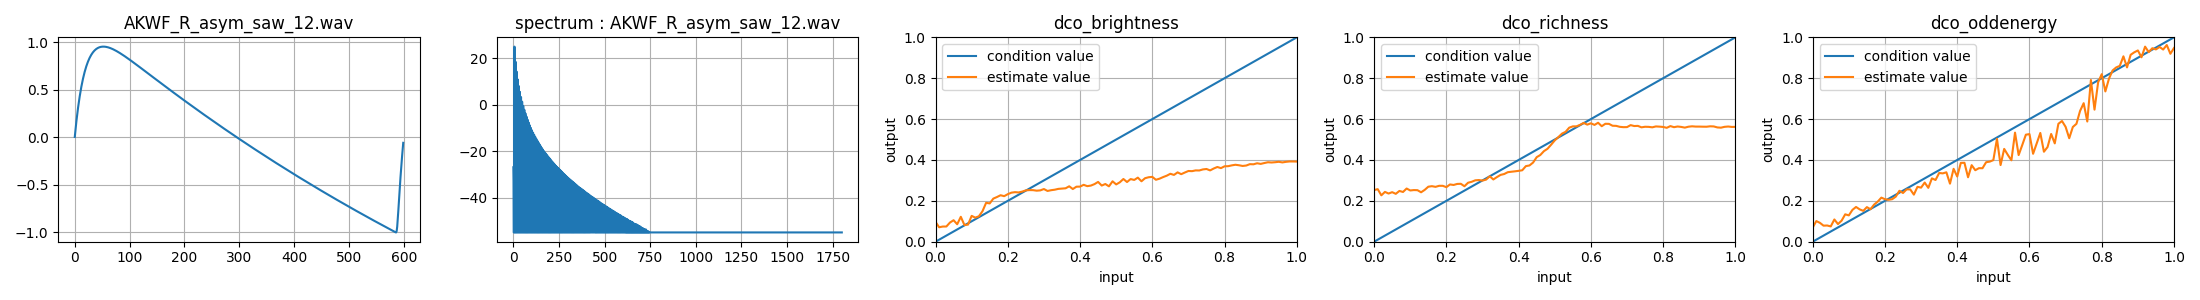 AKWF_R_asym_saw_12.wav
1.0
0.5
0.0
−0.5
−1.0
0 100 200 300 400 500 600
spectrum : AKWF_R_asym_saw_12.wav
20
0
−20
−40
0 250 500 750 1000 1250 1500 1750
dco_brightness
condition value
estimate value
output
1.0
0.8
0.6
0.4
0.2
0.0
0.0 0.2 0.4 0.6 0.8 1.0
input
dco_richness
condition value
estimate value
output
1.0
0.8
0.6
0.4
0.2
0.0
0.0 0.2 0.4 0.6 0.8 1.0
input
dco_oddenergy
condition value
estimate value
output
1.0
0.8
0.6
0.4
0.2
0.0
0.0 0.2 0.4 0.6 0.8 1.0
input